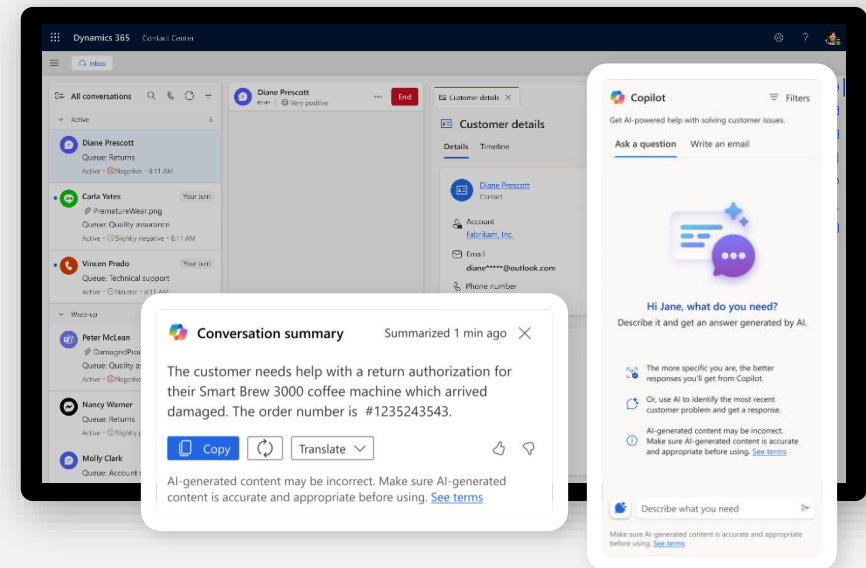 Dynamics 365 Contact Center
Inbox
All conversations
Active
Diane Prescott
Queue: Returns
Active • Negative • 8:11 AM
Carla Yates Your turn
PrematureWear.png
Queue: Quality assurance
Active • Slightly negative • 8:11 AM
Vincen Prado Your turn
Queue: Technical support
Active • Neutral • 8:11 AM
Wrap-up
Peter McLean
Active • Negative
Nancy Warner
Queue: Returns
Active • Slightly
Molly Clark
Queue: Account
Diane Prescott
Very positive
End
Customer details
Customer details
Details Timeline
Diane Prescott
Contact
Account
Fabrikam, Inc.
Email
diane*****@outlook.com
Phone number
Conversation summary Summarized 1 min ago
The customer needs help with a return authorization for
their Smart Brew 3000 coffee machine which arrived
damaged. The order number is #1235243543.
Copy Translate
AI-generated content may be incorrect. Make sure AI-generated
content is accurate and appropriate before using. See terms
Copilot Filters
Get AI-powered help with solving customer issues.
Ask a question Write an email
Hi Jane, what do you need?
Describe it and get an answer generated by AI.
The more specific you are, the better
responses you'll get from Copilot.
Or, use AI to identify the most recent
customer problem and get a response.
AI-generated content may be incorrect.
Make sure AI-generated content is accurate
and appropriate before using. See terms
Describe what you need
Make sure AI-generated content is accurate and appropriate
before using. See terms